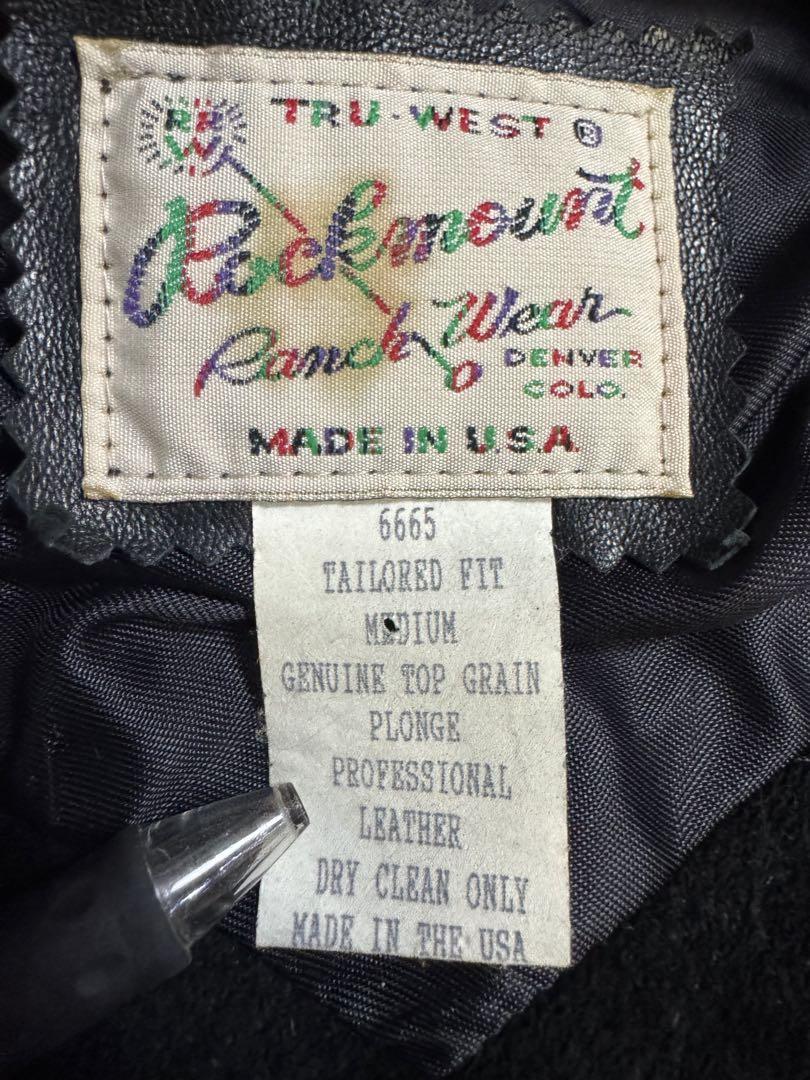 RRW
TRU-WEST ®
Rockmount
Ranch Wear
DENVER
COLO.
MADE IN U.S.A.
6665
TAILORED FIT
MEDIUM
GENUINE TOP GRAIN
PLONGE
PROFESSIONAL
LEATHER
DRY CLEAN ONLY
MADE IN THE USA